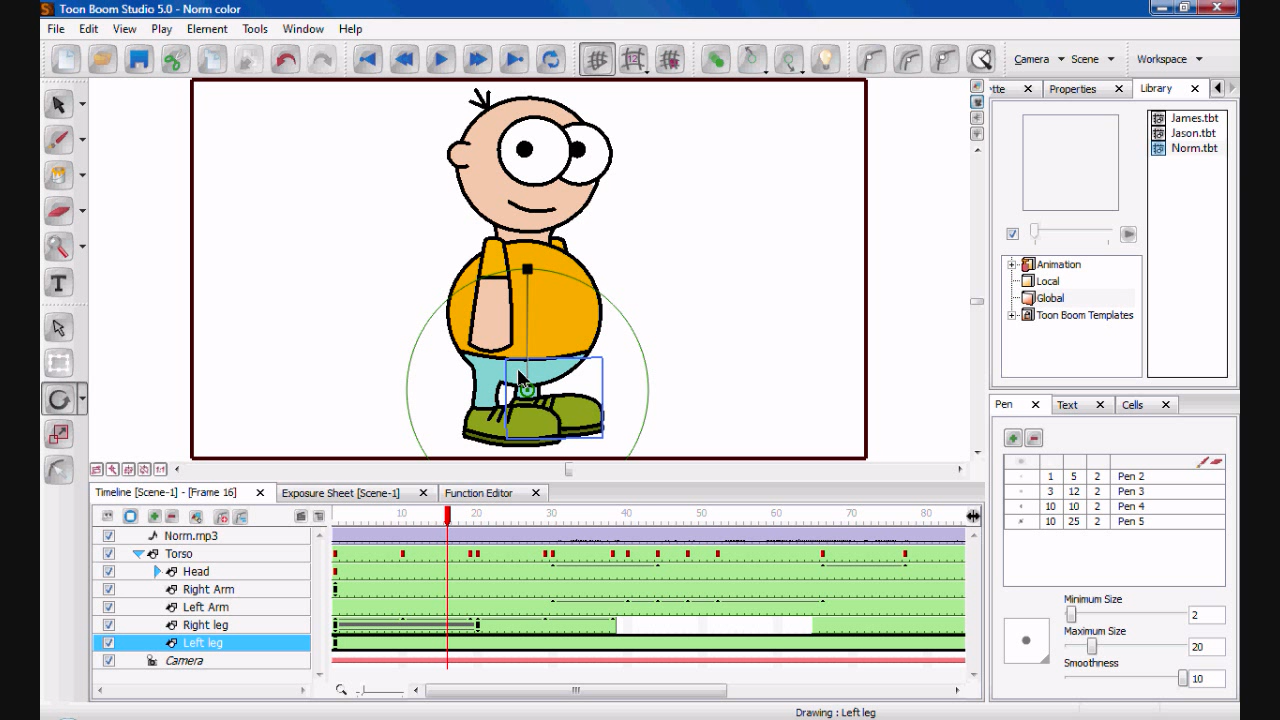 Toon Boom Studio 5.0 - Norm color
File Edit View Play Element Tools Window Help
Camera Scene Workspace
tte Properties Library
James.tbt
Jason.tbt
Norm.tbt
Animation
Local
Global
Toon Boom Templates
T
Pen Text Cells
1 5 2 Pen 2
3 12 2 Pen 3
10 10 2 Pen 4
10 25 2 Pen 5
Minimum Size
2
Maximum Size
20
Smoothness
10
Timeline [Scene-1] - [Frame 16] Exposure Sheet [Scene-1] Function Editor
10 20 30 40 50 60 70 80
Norm.mp3
Torso
Head
Right Arm
Left Arm
Right leg
Left leg
Camera
Drawing : Left leg